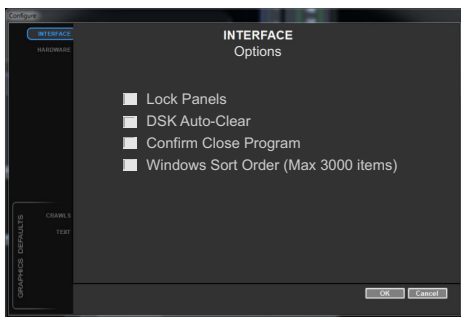 Configure
INTERFACE
HARDWARE
INTERFACE
Options
Lock Panels
DSK Auto-Clear
Confirm Close Program
Windows Sort Order (Max 3000 items)
GRAPHICS DEFAULTS
CRAWLS
TEXT
OK
Cancel